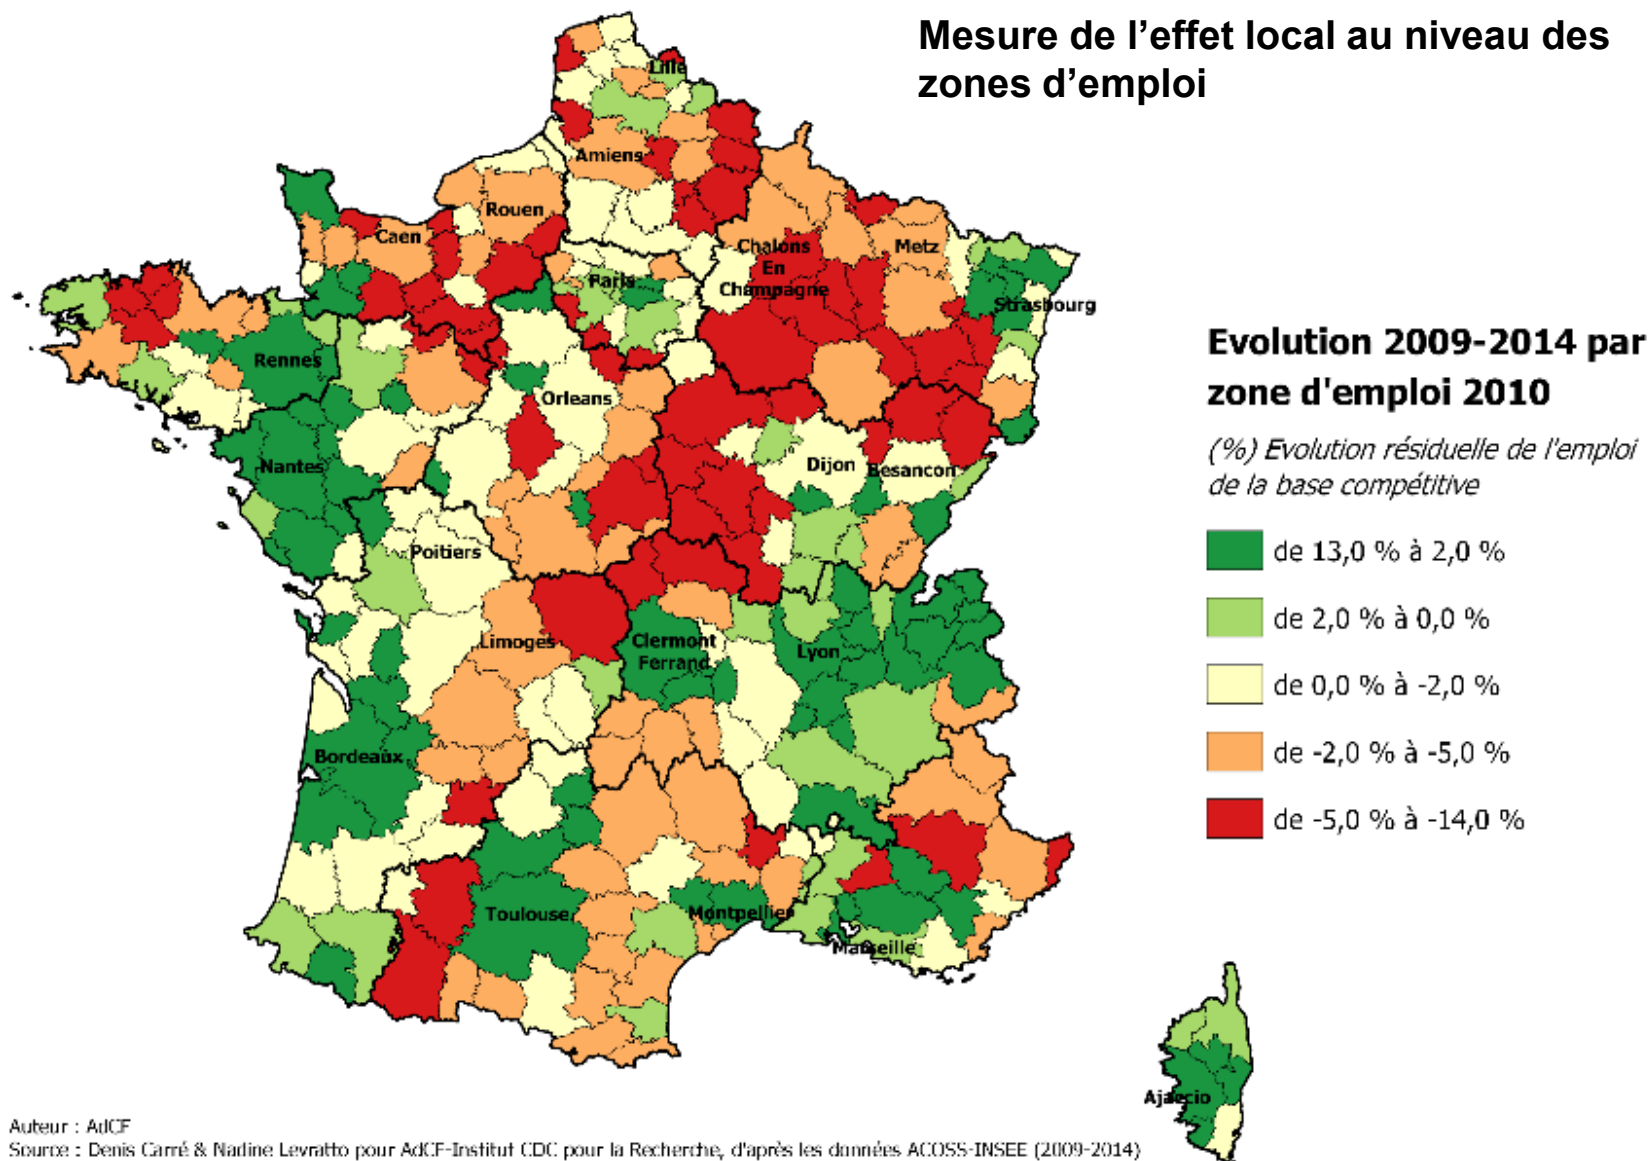 Mesure de l’effet local au niveau des
zones d’emploi
Lille
Amiens
Rouen
Caen
Chalons
En
Champagne
Metz
Paris
Strasbourg
Rennes
Orleans
Nantes
Dijon
Besancon
Poitiers
Limoges
Clermont
Ferrand
Lyon
Bordeaux
Toulouse
Montpellier
Marseille
Ajaccio
Evolution 2009-2014 par
zone d'emploi 2010
(%) Evolution résiduelle de l'emploi
de la base compétitive
de 13,0 % à 2,0 %
de 2,0 % à 0,0 %
de 0,0 % à -2,0 %
de -2,0 % à -5,0 %
de -5,0 % à -14,0 %
Auteur : AdCF
Source : Denis Carré & Nadine Levratto pour AdCF-Institut CDC pour la Recherche, d'après les données ACOSS-INSEE (2009-2014)